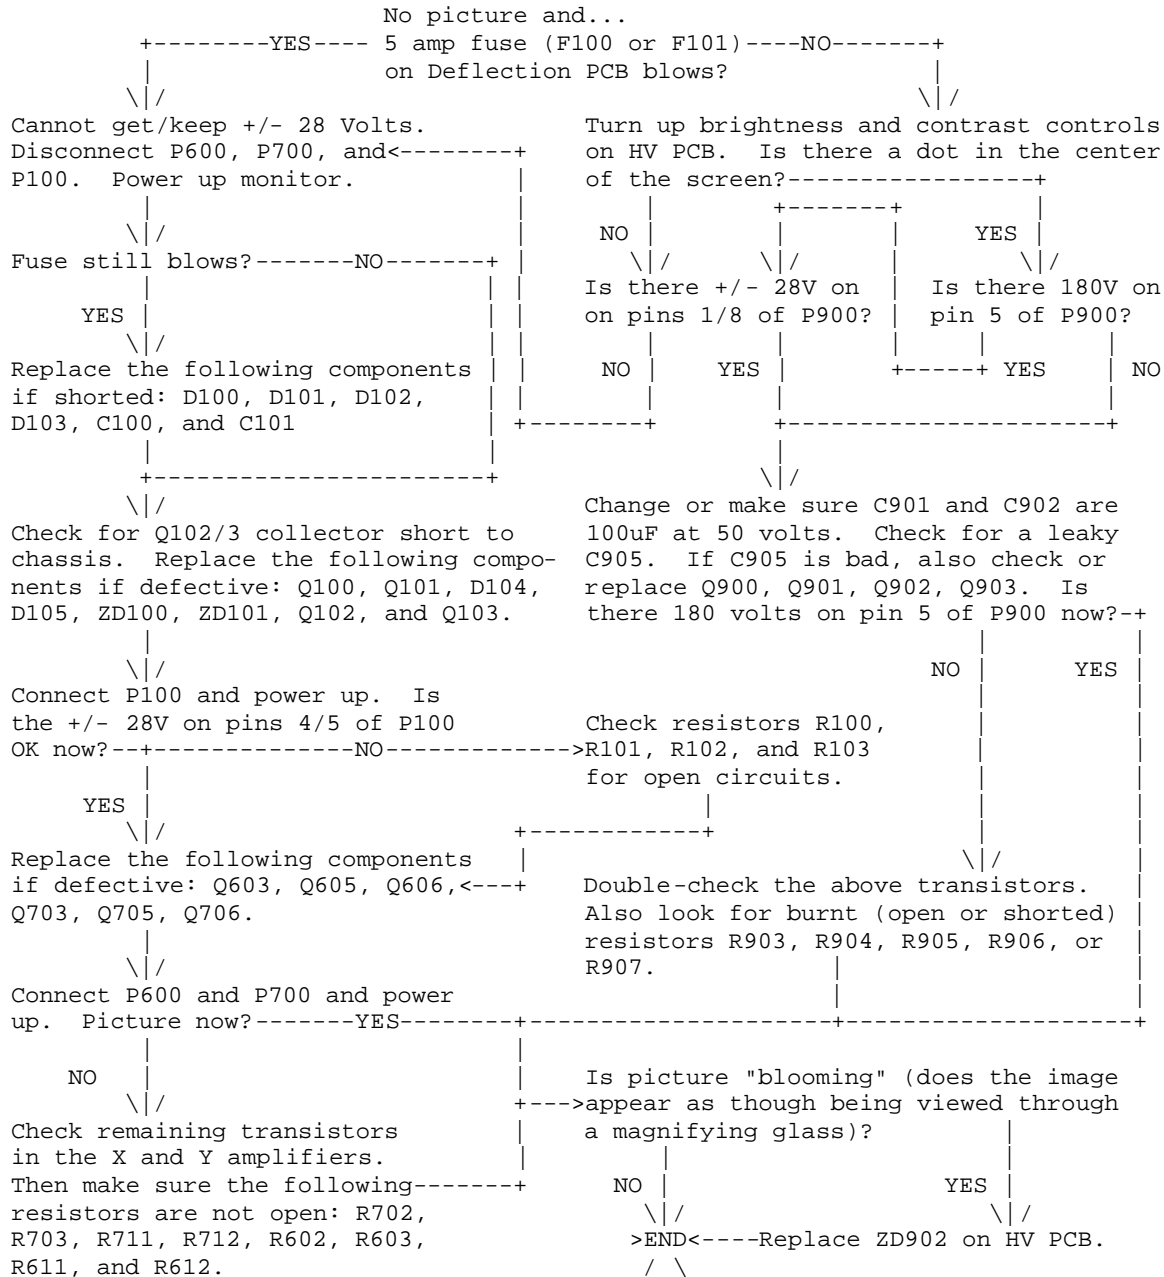 No picture and...
YES 5 amp fuse (F100 or F101) NO
on Deflection PCB blows?
Cannot get/keep +/- 28 Volts.
Disconnect P600, P700, and
P100. Power up monitor.
Turn up brightness and contrast controls
on HV PCB. Is there a dot in the center
of the screen?
NO
YES
Fuse still blows? NO
Is there +/- 28V on
on pins 1/8 of P900?
Is there 180V on
pin 5 of P900?
YES
NO
YES
YES
NO
Replace the following components
if shorted: D100, D101, D102,
D103, C100, and C101
Check for Q102/3 collector short to
chassis. Replace the following compo-
nents if defective: Q100, Q101, D104,
D105, ZD100, ZD101, Q102, and Q103.
Change or make sure C901 and C902 are
100uF at 50 volts. Check for a leaky
C905. If C905 is bad, also check or
replace Q900, Q901, Q902, Q903. Is
there 180 volts on pin 5 of P900 now?
NO
YES
Connect P100 and power up. Is
the +/- 28V on pins 4/5 of P100
OK now? NO
Check resistors R100,
R101, R102, and R103
for open circuits.
YES
Replace the following components
if defective: Q603, Q605, Q606,
Q703, Q705, Q706.
Double-check the above transistors.
Also look for burnt (open or shorted)
resistors R903, R904, R905, R906, or
R907.
Connect P600 and P700 and power
up. Picture now? YES
NO
Is picture "blooming" (does the image
appear as though being viewed through
a magnifying glass)?
Check remaining transistors
in the X and Y amplifiers.
Then make sure the following
resistors are not open: R702,
R703, R711, R712, R602, R603,
R611, and R612.
NO
YES
END
Replace ZD902 on HV PCB.